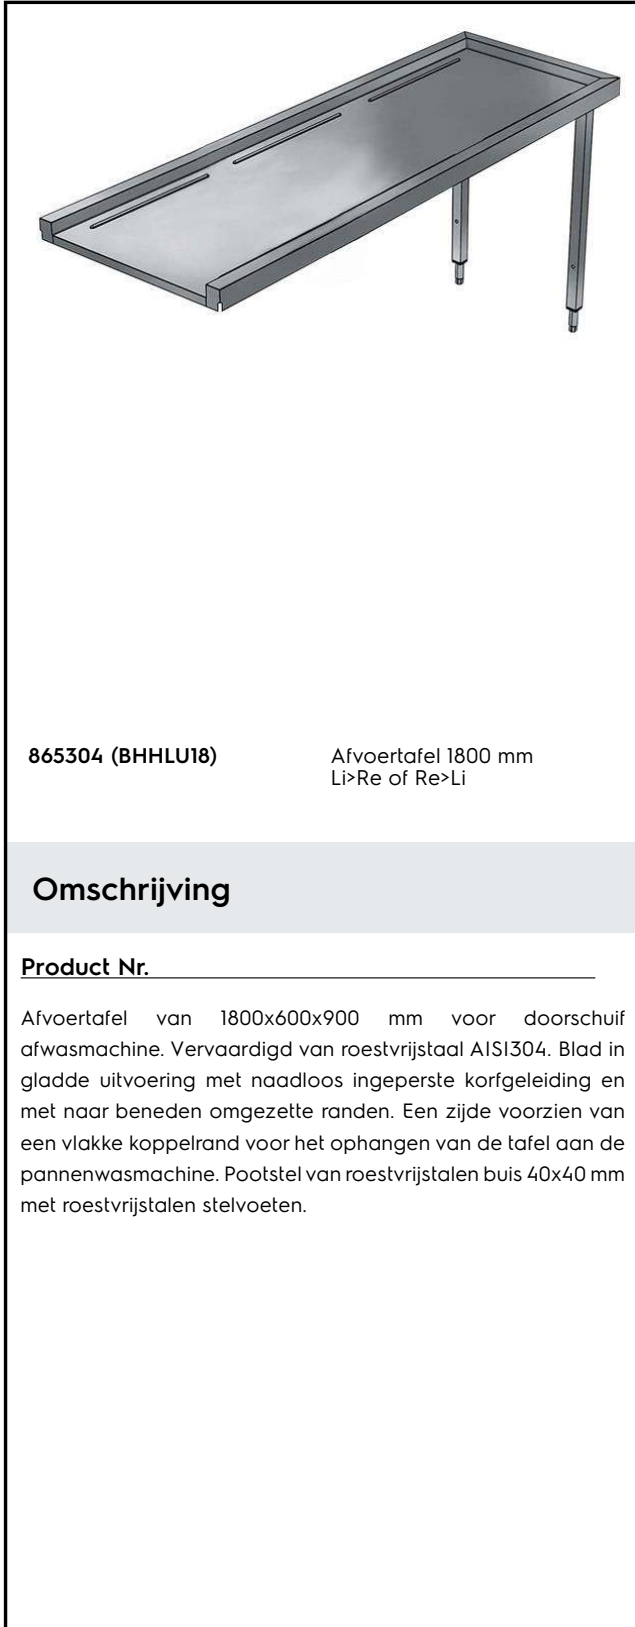 865304 (BHHLU18)
Afvoertafel 1800 mm
Li>Re of Re>Li
Omschrijving
Product Nr.
Afvoertafel van 1800x600x900 mm voor doorschuif
afwasmachine. Vervaardigd van roestvrijstaal AISI304. Blad in
gladde uitvoering met naadloos ingeperste korfgeleiding en
met naar beneden omgezette randen. Een zijde voorzien van
een vlakke koppelrand voor het ophangen van de tafel aan de
pannenwasmachine. Pootstel van roestvrijstalen buis 40x40 mm
met roestvrijstalen stelvoeten.